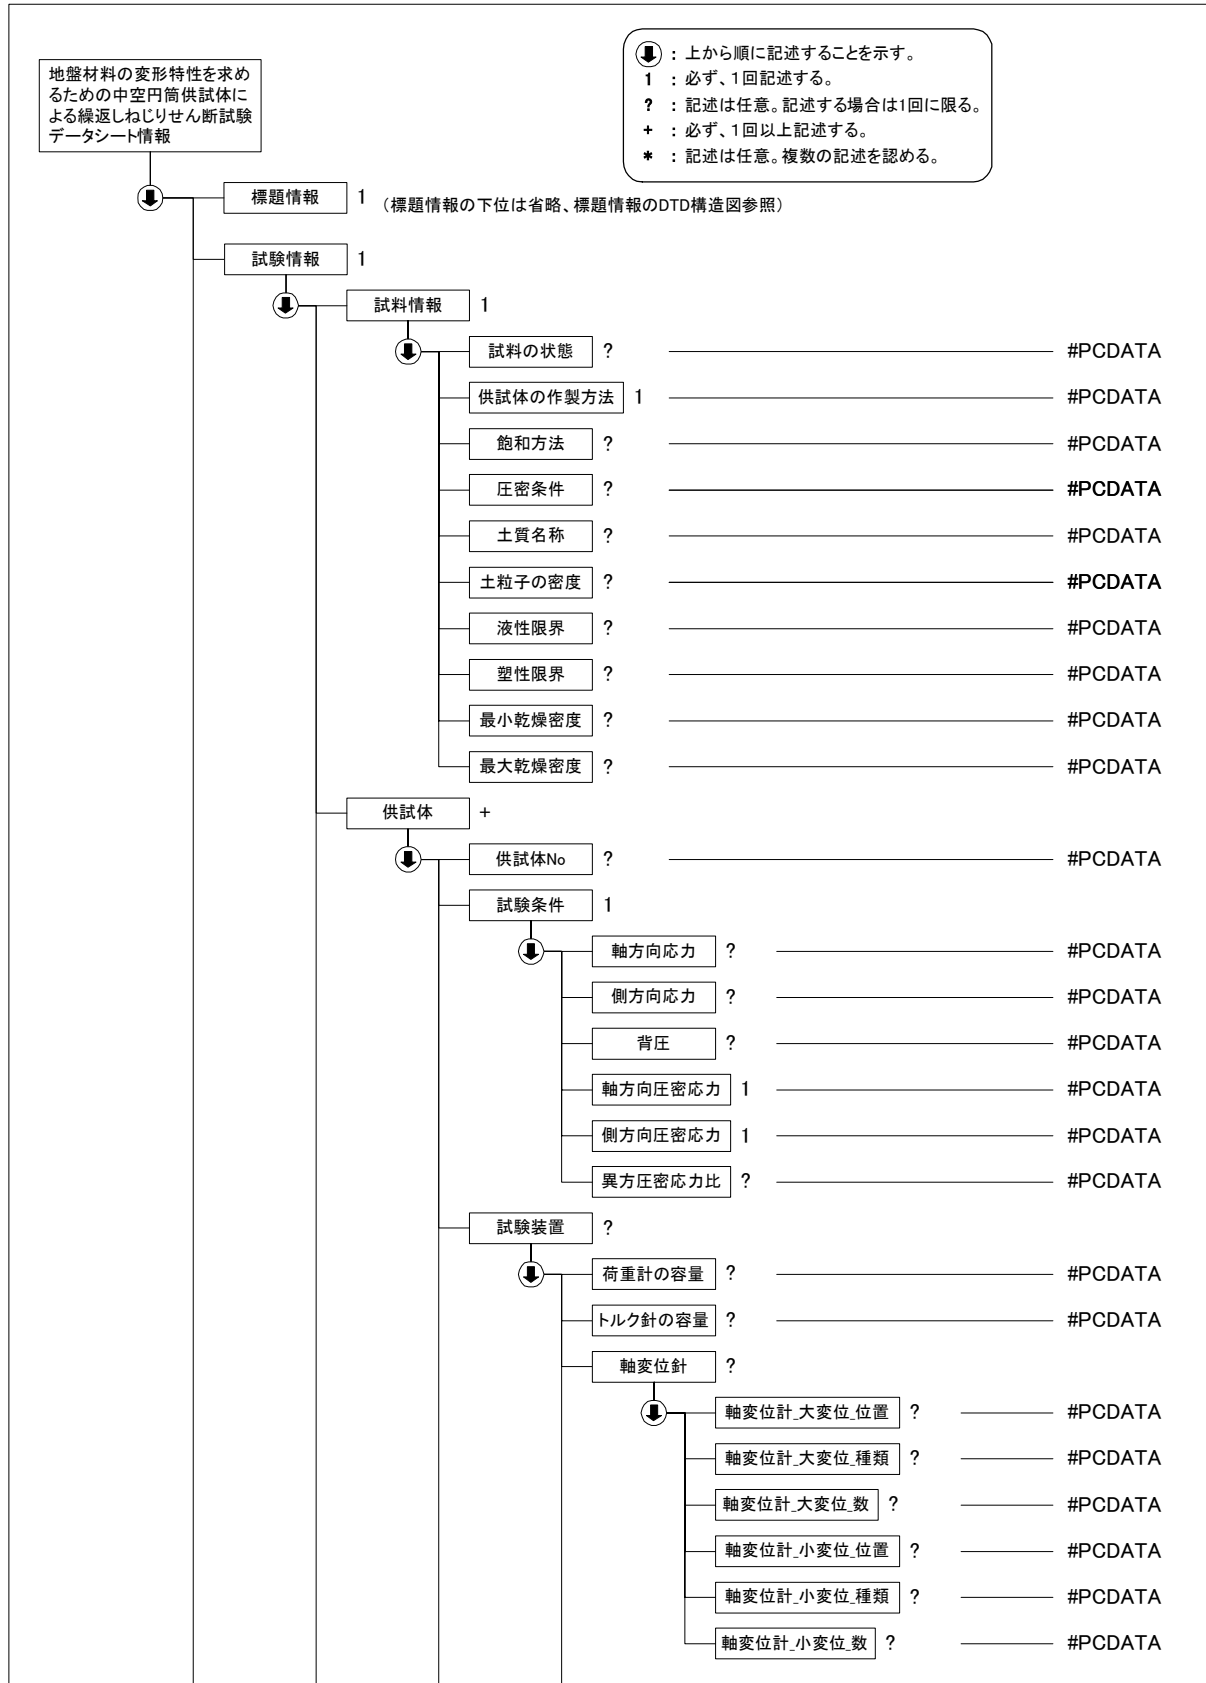 ：上から順に記述することを示す。
1：必ず、1回記述する。
?：記述は任意。記述する場合は1回に限る。
+：必ず、1回以上記述する。
*：記述は任意。複数の記述を認める。
地盤材料の変形特性を求め
るための中空円筒供試体に
よる繰返しねじりせん断試験
データシート情報
標題情報 1 （標題情報の下位は省略、標題情報のDTD構造図参照）
試験情報 1
試料情報 1
試料の状態 ? #PCDATA
供試体の作製方法 1 #PCDATA
飽和方法 ? #PCDATA
圧密条件 ? #PCDATA
土質名称 ? #PCDATA
土粒子の密度 ? #PCDATA
液性限界 ? #PCDATA
塑性限界 ? #PCDATA
最小乾燥密度 ? #PCDATA
最大乾燥密度 ? #PCDATA
供試体 +
供試体No ? #PCDATA
試験条件 1
軸方向応力 ? #PCDATA
側方向応力 ? #PCDATA
背圧 ? #PCDATA
軸方向圧密応力 1 #PCDATA
側方向圧密応力 1 #PCDATA
異方圧密応力比 ? #PCDATA
試験装置 ?
荷重計の容量 ? #PCDATA
トルク針の容量 ? #PCDATA
軸変位針 ?
軸変位計_大変位_位置 ? #PCDATA
軸変位計_大変位_種類 ? #PCDATA
軸変位計_大変位_数 ? #PCDATA
軸変位計_小変位_位置 ? #PCDATA
軸変位計_小変位_種類 ? #PCDATA
軸変位計_小変位_数 ? #PCDATA